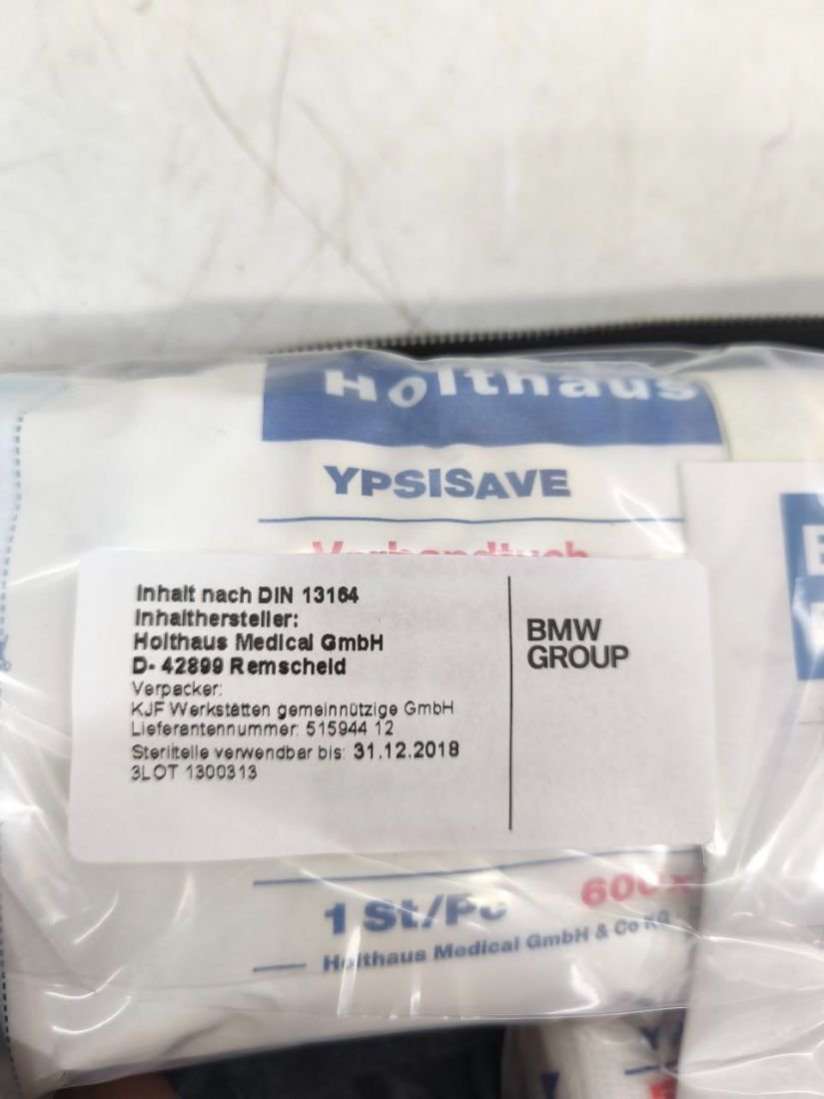 Holthaus
YPSISAVE
Verbandtuch
Inhalt nach DIN 13164
Inhalthersteller:
Holthaus Medical GmbH
D- 42899 Remscheid
Verpacker:
KJF Werkstätten gemeinnützige GmbH
Lieferantennummer: 515944 12
Sterilteile verwendbar bis: 31.12.2018
3LOT 1300313
BMW
GROUP
1 St/Pc
Holthaus Medical GmbH & Co KG